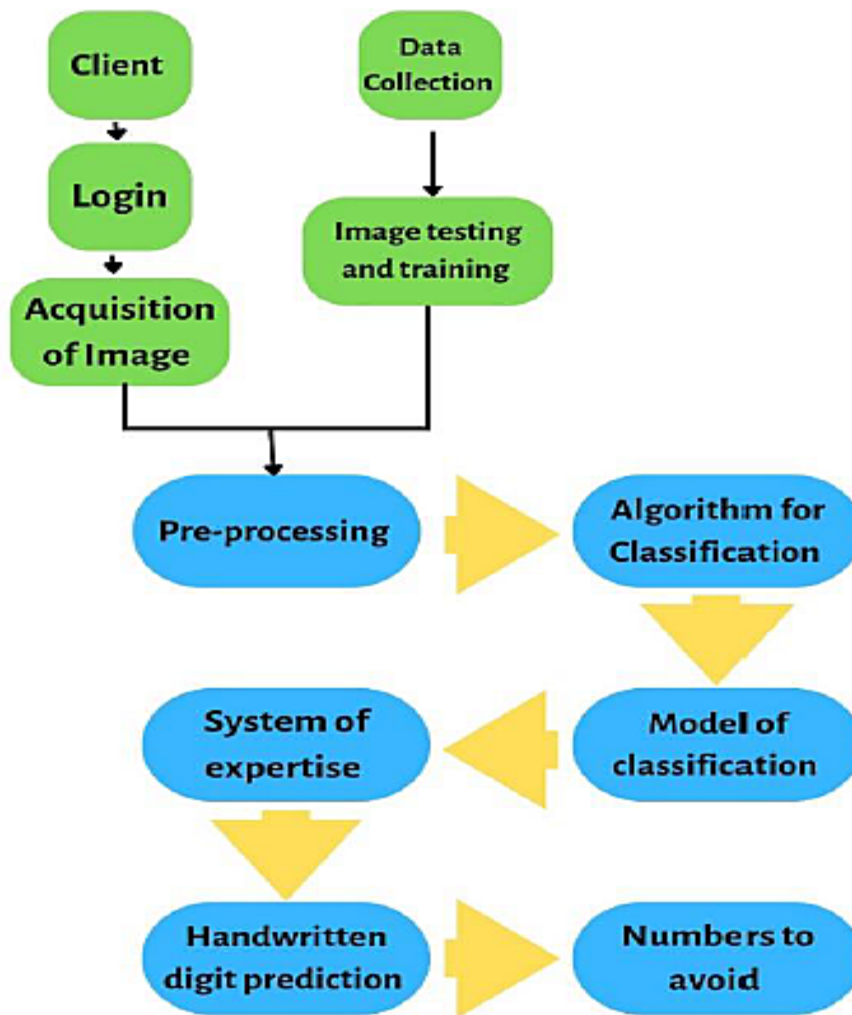 Client
Data
Collection
Login
Image testing
and training
Acquisition
of Image
Pre-processing
Algorithm for
Classification
System of
expertise
Model of
classification
Handwritten
digit prediction
Numbers to
avoid